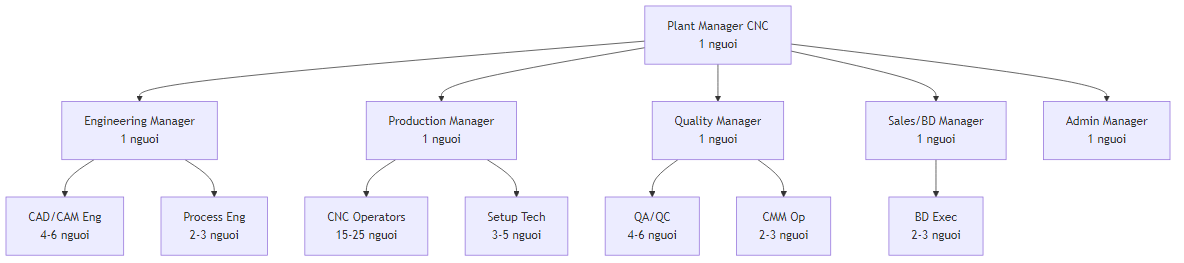 Plant Manager CNC
1 nguoi
Engineering Manager
1 nguoi
Production Manager
1 nguoi
Quality Manager
1 nguoi
Sales/BD Manager
1 nguoi
Admin Manager
1 nguoi
CAD/CAM Eng
4-6 nguoi
Process Eng
2-3 nguoi
CNC Operators
15-25 nguoi
Setup Tech
3-5 nguoi
QA/QC
4-6 nguoi
CMM Op
2-3 nguoi
BD Exec
2-3 nguoi